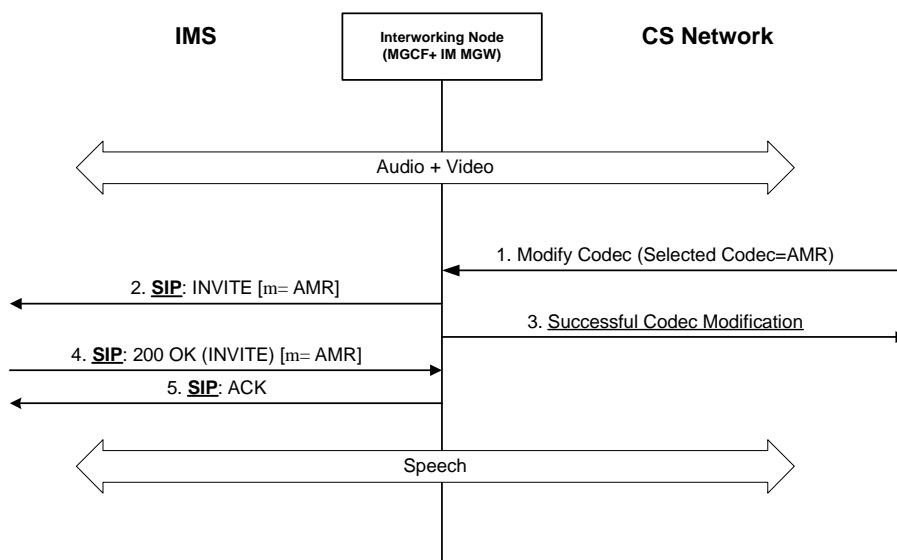 IMS
Interworking Node
(MGCF+ IM MGW)
CS Network
Audio + Video
1. Modify Codec (Selected Codec=AMR)
2. SIP: INVITE [m= AMR]
3. Successful Codec Modification
4. SIP: 200 OK (INVITE) [m= AMR]
5. SIP: ACK
Speech